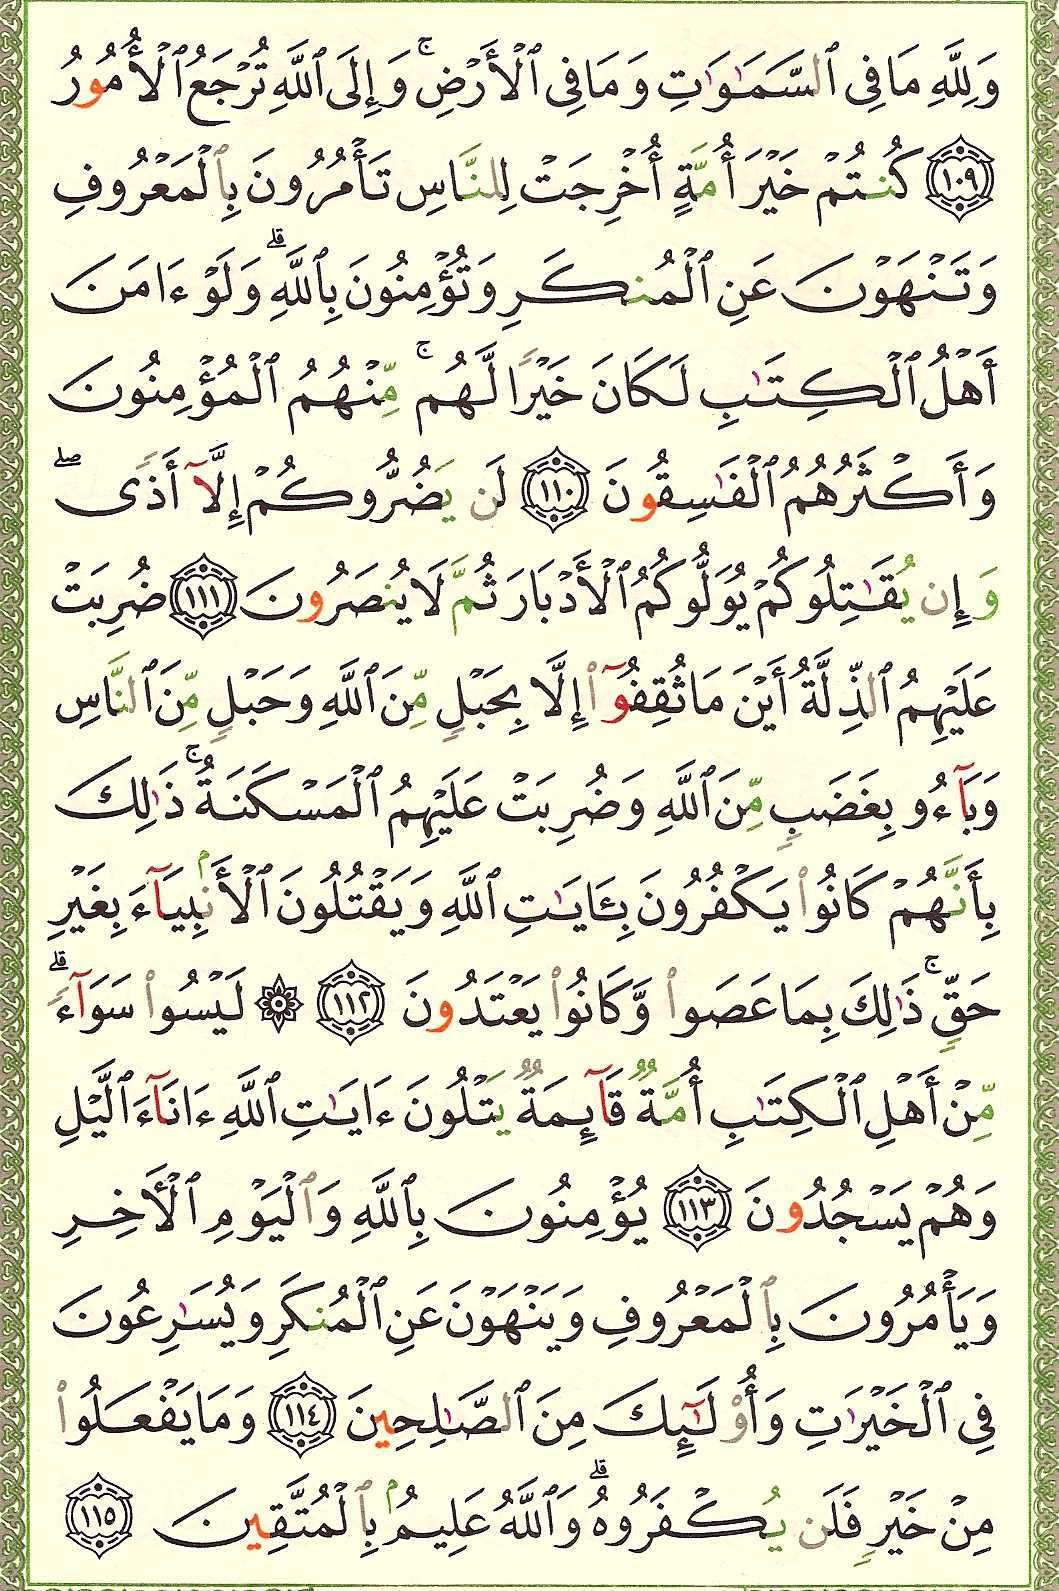 وَلِلَّهِ مَا فِى ٱلسَّمَـٰوَٰتِ وَمَا فِى ٱلْأَرْضِ ۚ وَإِلَى ٱللَّهِ تُرْجَعُ ٱلْأُمُورُ
﴿١٠٩﴾ كُنتُمْ خَيْرَ أُمَّةٍ أُخْرِجَتْ لِلنَّاسِ تَأْمُرُونَ بِٱلْمَعْرُوفِ
وَتَنْهَوْنَ عَنِ ٱلْمُنكَرِ وَتُؤْمِنُونَ بِٱللَّهِ ۗ وَلَوْ ءَامَنَ
أَهْلُ ٱلْكِتَـٰبِ لَكَانَ خَيْرًا لَّهُم ۚ مِّنْهُمُ ٱلْمُؤْمِنُونَ
وَأَكْثَرُهُمُ ٱلْفَـٰسِقُونَ ﴿١١٠﴾ لَن يَضُرُّوكُمْ إِلَّآ أَذًى ۖ
وَإِن يُقَـٰتِلُوكُمْ يُوَلُّوكُمُ ٱلْأَدْبَارَ ثُمَّ لَا يُنصَرُونَ ﴿١١١﴾ ضُرِبَتْ
عَلَيْهِمُ ٱلذِّلَّةُ أَيْنَ مَا ثُقِفُوٓا۟ إِلَّا بِحَبْلٍ مِّنَ ٱللَّهِ وَحَبْلٍ مِّنَ ٱلنَّاسِ
وَبَآءُو بِغَضَبٍ مِّنَ ٱللَّهِ وَضُرِبَتْ عَلَيْهِمُ ٱلْمَسْكَنَةُ ۚ ذَٰلِكَ
بِأَنَّهُمْ كَانُوا۟ يَكْفُرُونَ بِـَٔايَـٰتِ ٱللَّهِ وَيَقْتُلُونَ ٱلْأَنۢبِيَآءَ بِغَيْرِ
حَقٍّ ۚ ذَٰلِكَ بِمَا عَصَوا۟ وَّكَانُوا۟ يَعْتَدُونَ ﴿١١٢﴾ ۞ لَيْسُوا۟ سَوَآءً ۗ
مِّنْ أَهْلِ ٱلْكِتَـٰبِ أُمَّةٌ قَآئِمَةٌ يَتْلُونَ ءَايَـٰتِ ٱللَّهِ ءَانَآءَ ٱلَّيْلِ
وَهُمْ يَسْجُدُونَ ﴿١١٣﴾ يُؤْمِنُونَ بِٱللَّهِ وَٱلْيَوْمِ ٱلْـَٔاخِرِ
وَيَأْمُرُونَ بِٱلْمَعْرُوفِ وَيَنْهَوْنَ عَنِ ٱلْمُنكَرِ وَيُسَـٰرِعُونَ
فِى ٱلْخَيْرَٰتِ وَأُو۟لَـٰٓئِكَ مِنَ ٱلصَّـٰلِحِينَ ﴿١١٤﴾ وَمَا يَفْعَلُوا۟
مِنْ خَيْرٍ فَلَن يُكْفَرُوهُ ۗ وَٱللَّهُ عَلِيمٌۢ بِٱلْمُتَّقِينَ ﴿١١٥﴾